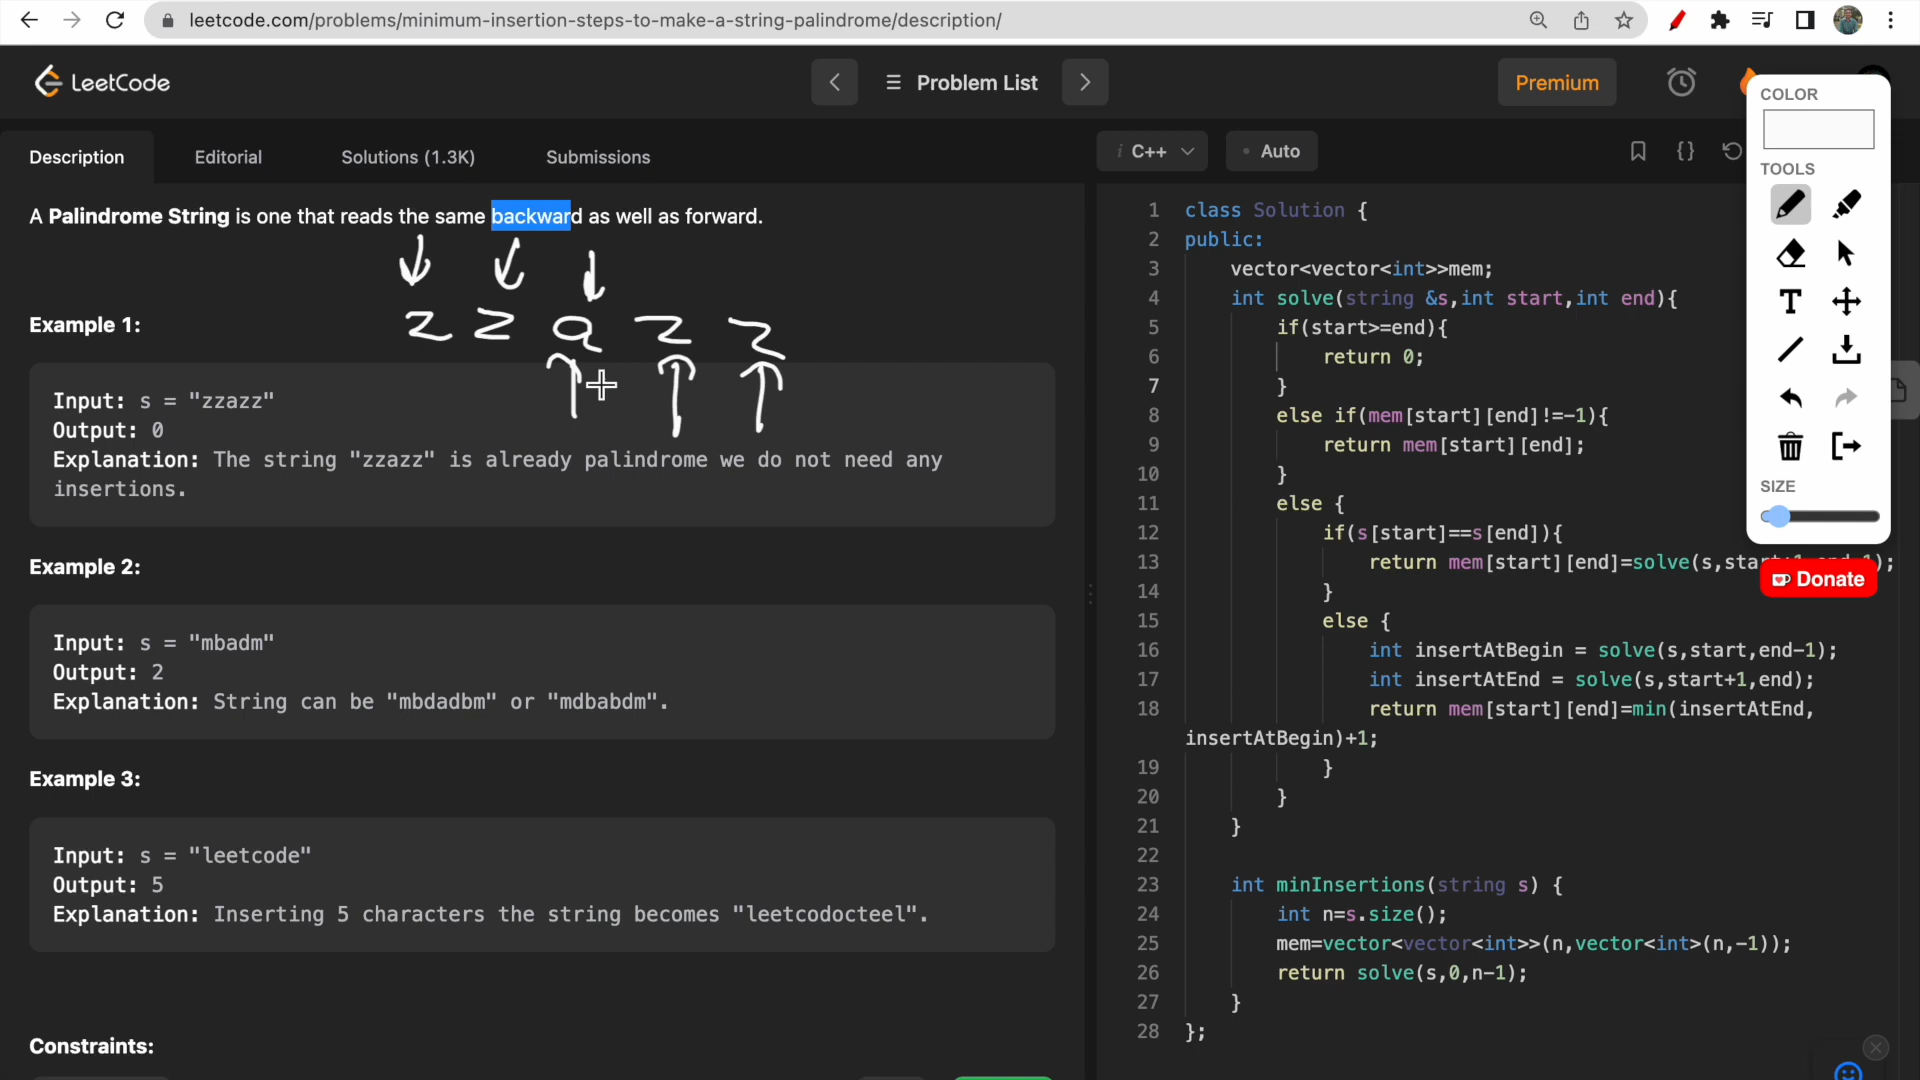 leetcode.com/problems/minimum-insertion-steps-to-make-a-string-palindrome/description/
LeetCode
Problem List
Premium
Description
Editorial
Solutions (1.3K)
Submissions
A Palindrome String is one that reads the same backward as well as forward.
z z a z z
Example 1:
Input: s = "zzazz"
Output: 0
Explanation: The string "zzazz" is already palindrome we do not need any
insertions.
Example 2:
Input: s = "mbadm"
Output: 2
Explanation: String can be "mbdadbm" or "mdbabdm".
Example 3:
Input: s = "leetcode"
Output: 5
Explanation: Inserting 5 characters the string becomes "leetcodocteel".
Constraints:
i C++
Auto
{}
1 class Solution {
2 public:
3 vector<vector<int>>mem;
4 int solve(string &s,int start,int end){
5 if(start>=end){
6 return 0;
7 }
8 else if(mem[start][end]!=-1){
9 return mem[start][end];
10 }
11 else {
12 if(s[start]==s[end]){
13 return mem[start][end]=solve(s,start+1,end-1);
14 }
15 else {
16 int insertAtBegin = solve(s,start,end-1);
17 int insertAtEnd = solve(s,start+1,end);
18 return mem[start][end]=min(insertAtEnd,
insertAtBegin)+1;
19 }
20 }
21 }
22
23 int minInsertions(string s) {
24 int n=s.size();
25 mem=vector<vector<int>>(n,vector<int>(n,-1));
26 return solve(s,0,n-1);
27 }
28 };
COLOR
TOOLS
T
SIZE
Donate